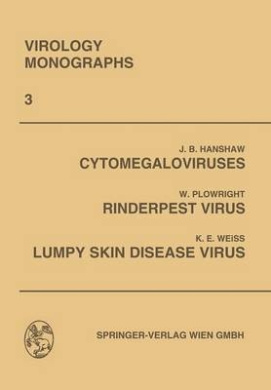 VIROLOGY
MONOGRAPHS
3
J. B. HANSHAW
CYTOMEGALOVIRUSES
W. PLOWRIGHT
RINDERPEST VIRUS
K. E. WEISS
LUMPY SKIN DISEASE VIRUS
SPRINGER-VERLAG WIEN GMBH